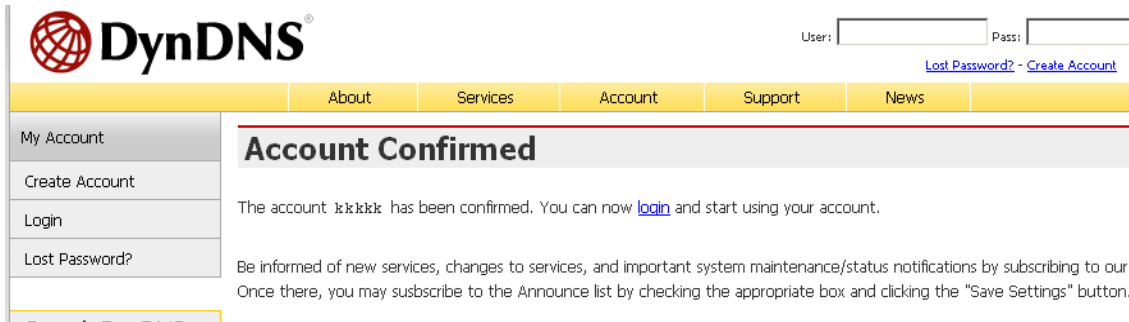 DynDNS®
User: Pass:
Lost Password? - Create Account
About Services Account Support News
My Account
Create Account
Login
Lost Password?
Account Confirmed
The account kkkkk has been confirmed. You can now login and start using your account.
Be informed of new services, changes to services, and important system maintenance/status notifications by subscribing to our
Once there, you may susbscribe to the Announce list by checking the appropriate box and clicking the "Save Settings" button.